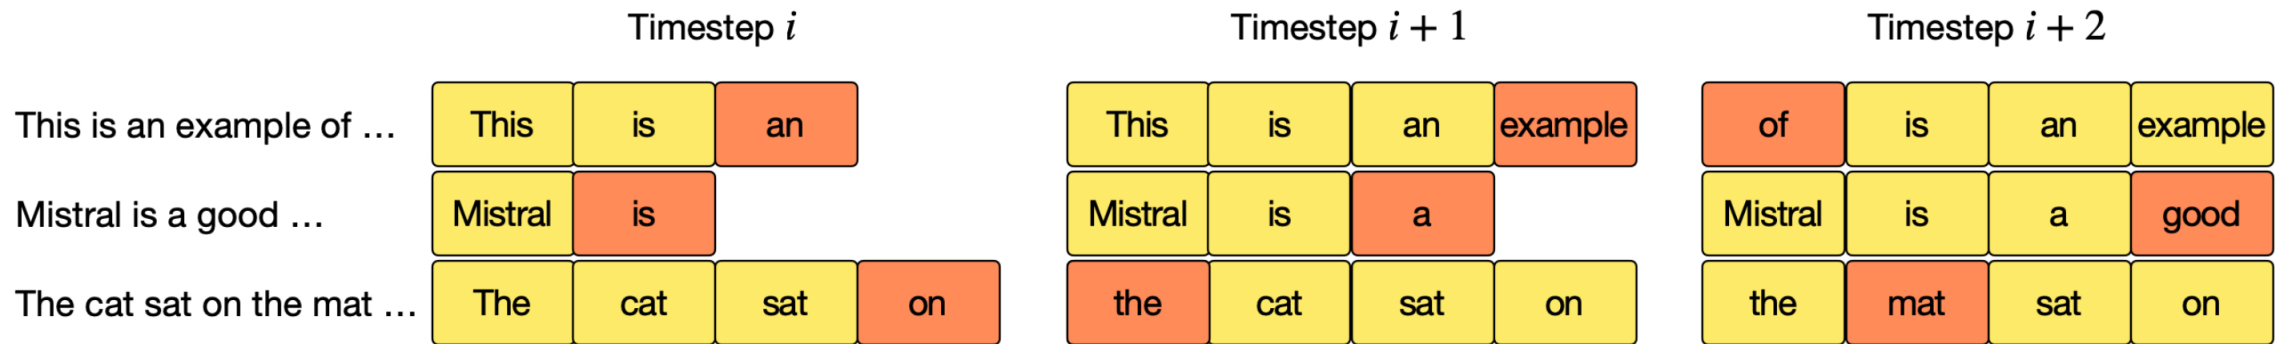 Timestep i Timestep i + 1 Timestep i + 2
This is an example of … This is an This is an example of is an example
Mistral is a good … Mistral is Mistral is a Mistral is a good
The cat sat on the mat … The cat sat on the cat sat on the mat sat on